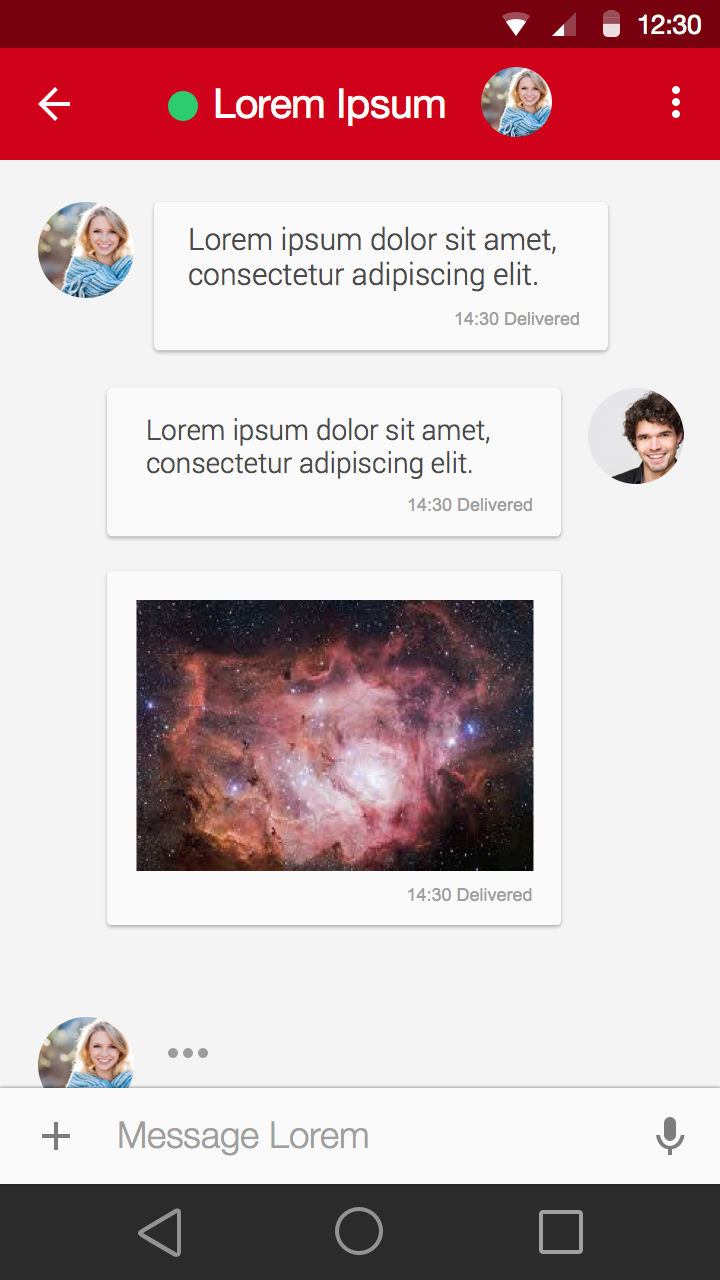 12:30
Lorem Ipsum
Lorem ipsum dolor sit amet,
consectetur adipiscing elit.
14:30 Delivered
Lorem ipsum dolor sit amet,
consectetur adipiscing elit.
14:30 Delivered
14:30 Delivered
Message Lorem